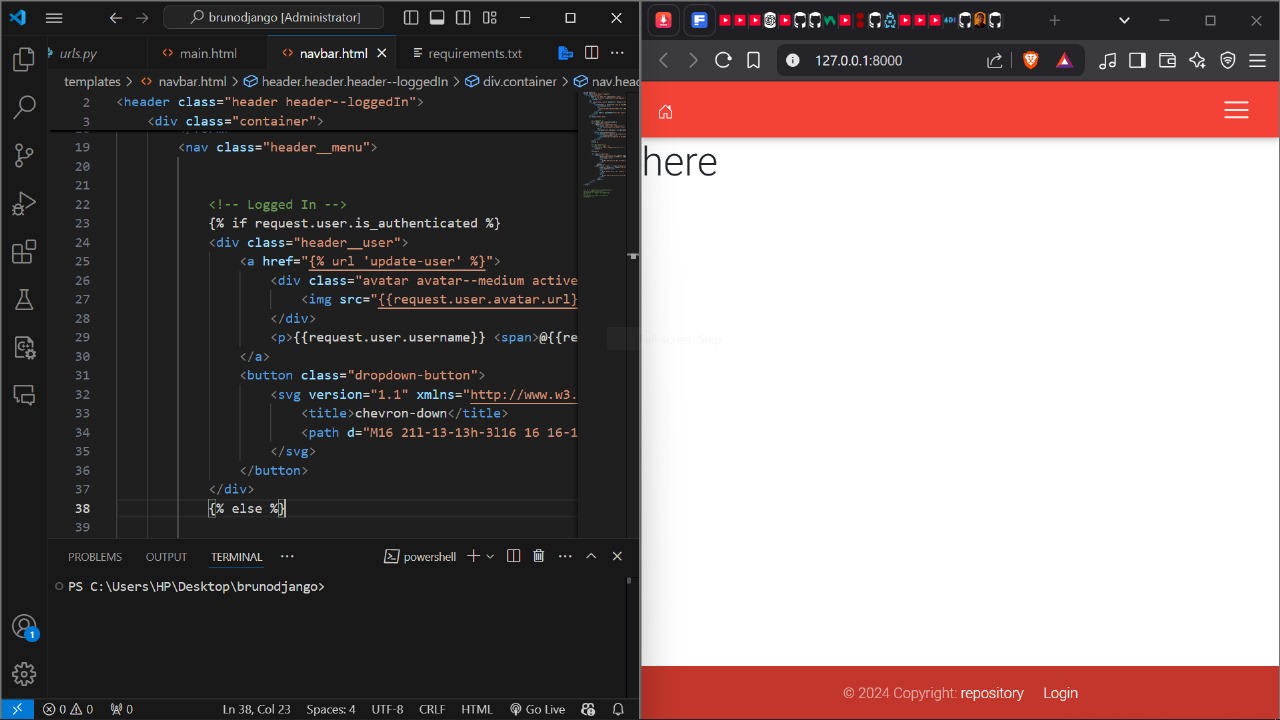 brunodjango [Administrator]
urls.py
main.html
navbar.html
requirements.txt
templates > navbar.html > header.header.header--loggedIn > div.container > nav.head
2 <header class="header header--loggedIn">
3 <div class="container">
19 <nav class="header__menu">
20
21
22 <!-- Logged In -->
23 {% if request.user.is_authenticated %}
24 <div class="header__user">
25 <a href="{% url 'update-user' %}">
26 <div class="avatar avatar--medium active
27 <img src="{{request.user.avatar.url}
28 </div>
29 <p>{{request.user.username}} <span>@{{re
30 </a>
31 <button class="dropdown-button">
32 <svg version="1.1" xmlns="http://www.w3.
33 <title>chevron-down</title>
34 <path d="M16 21l-13-13h-3l16 16 16-1
35 </svg>
36 </button>
37 </div>
38 {% else %}
39
PROBLEMS OUTPUT TERMINAL ··· powershell
PS C:\Users\HP\Desktop\brunodjango>
1
0 0 0 Ln 38, Col 23 Spaces: 4 UTF-8 CRLF HTML Go Live
127.0.0.1:8000
here
© 2024 Copyright: repository Login